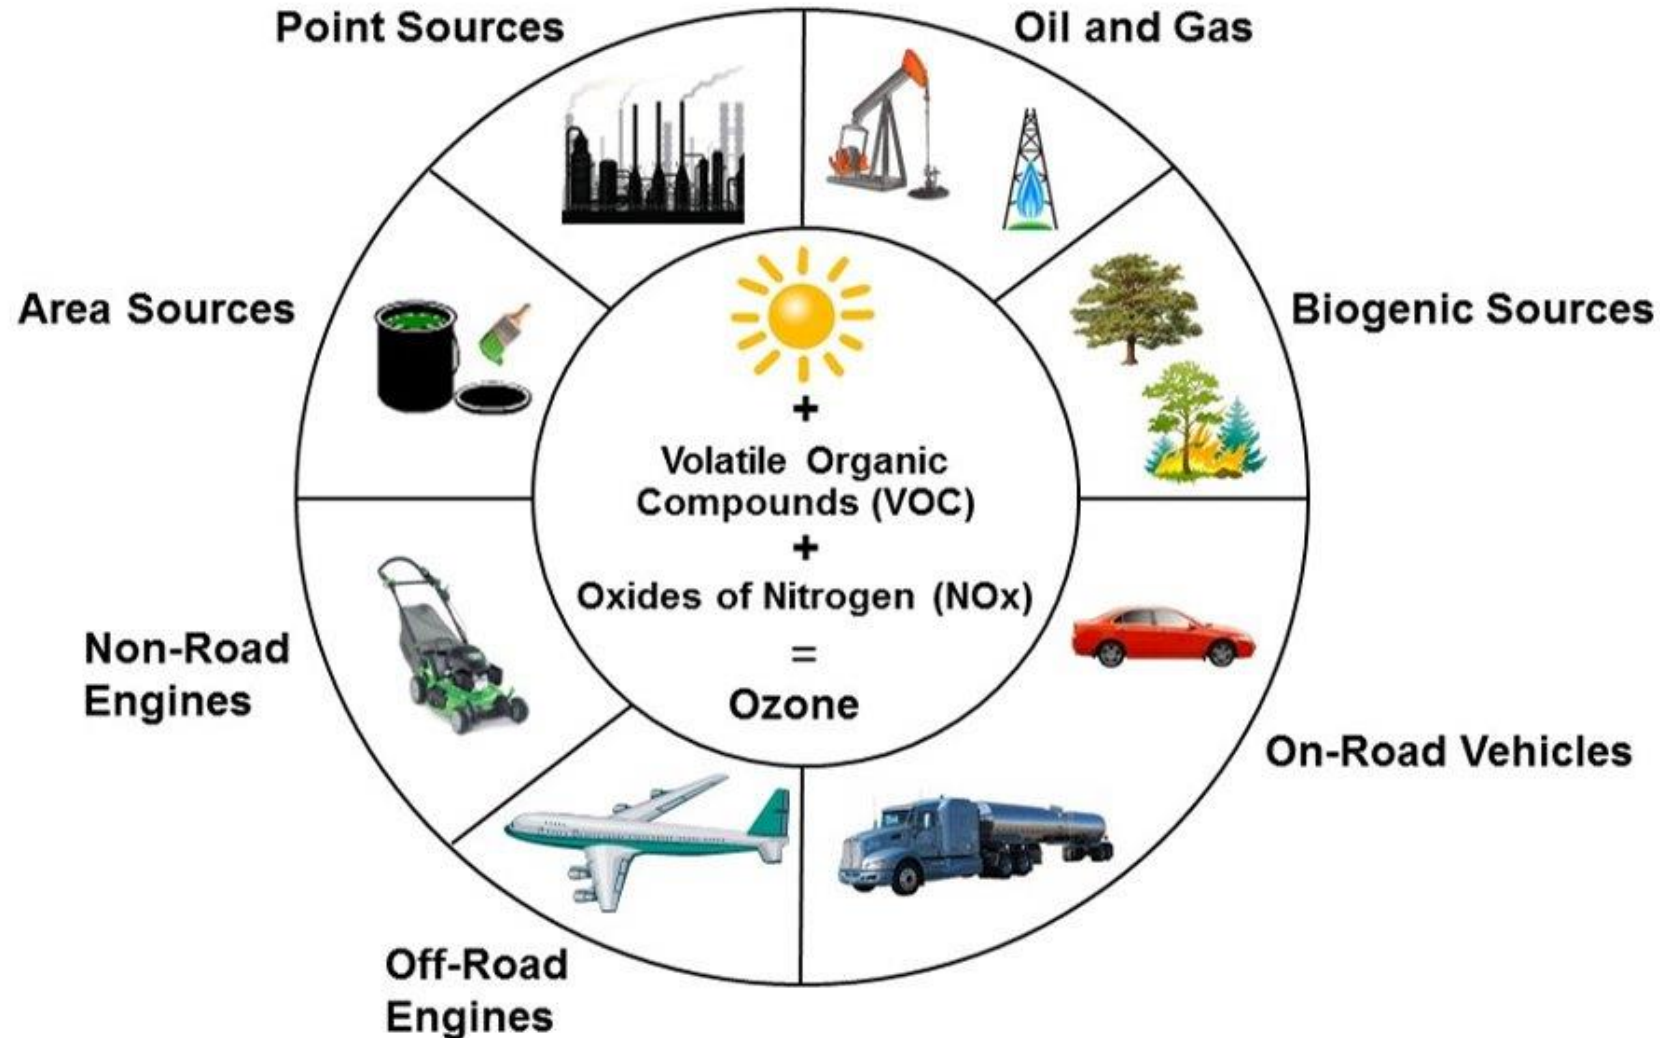 Point Sources
Oil and Gas
Area Sources
Biogenic Sources
+
Volatile Organic
Compounds (VOC)
+
Oxides of Nitrogen (NOx)
=
Ozone
Non-Road
Engines
On-Road Vehicles
Off-Road
Engines